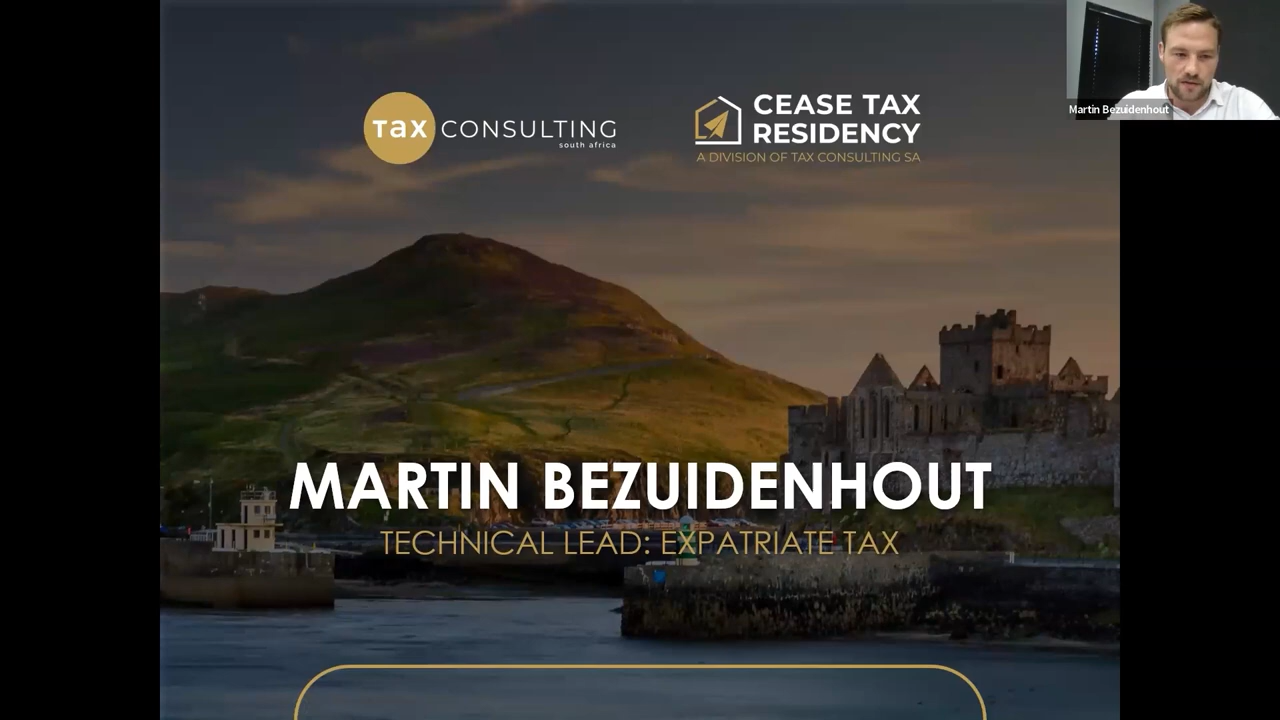 tax CONSULTING
south africa
CEASE TAX
RESIDENCY
A DIVISION OF TAX CONSULTING SA
Martin Bezuidenhout
MARTIN BEZUIDENHOUT
TECHNICAL LEAD: EXPATRIATE TAX